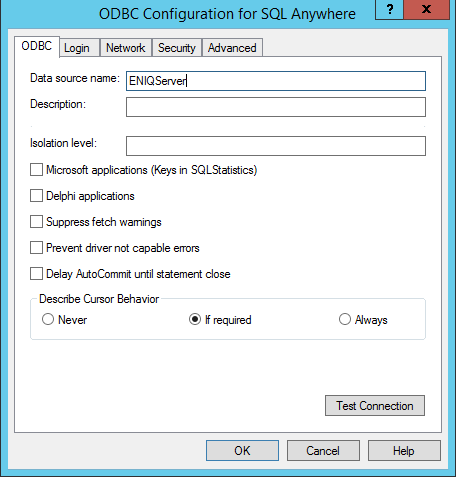 ODBC Configuration for SQL Anywhere ? X
ODBC Login Network Security Advanced
Data source name: ENIQServer
Description:
Isolation level:
Microsoft applications (Keys in SQLStatistics)
Delphi applications
Suppress fetch warnings
Prevent driver not capable errors
Delay AutoCommit until statement close
Describe Cursor Behavior
Never If required Always
Test Connection
OK Cancel Help